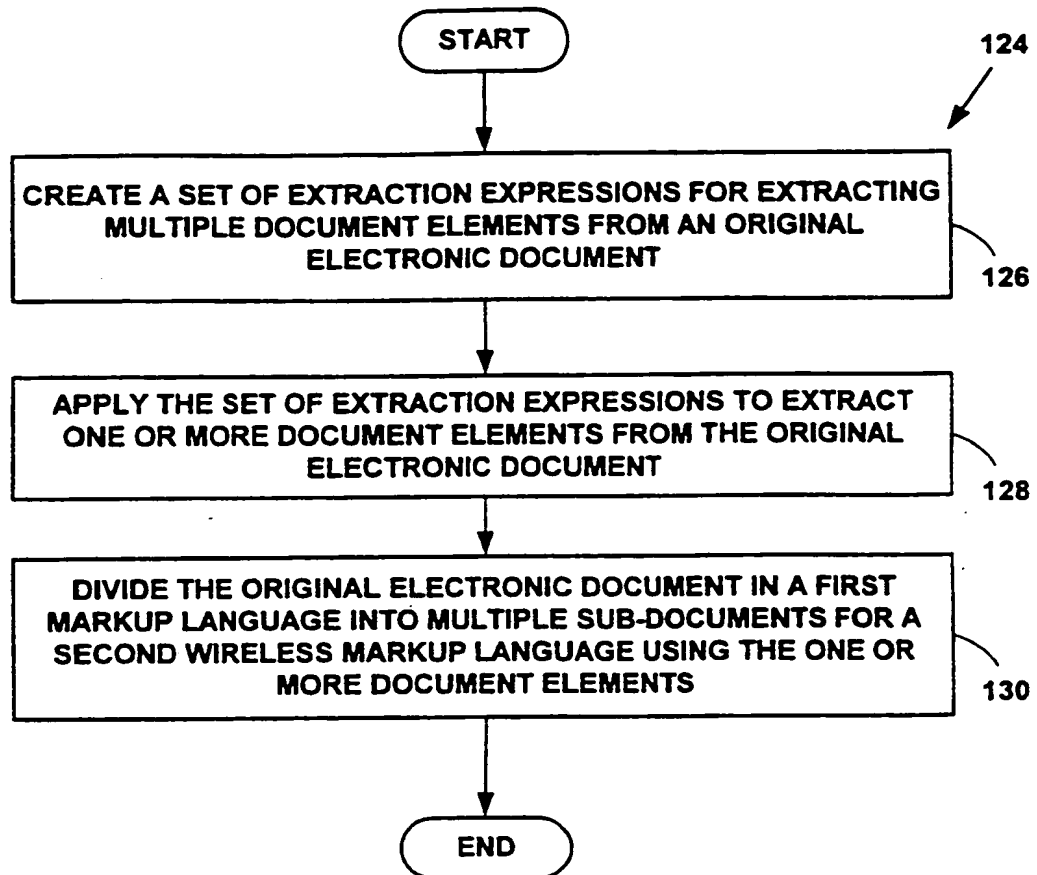 START
124
CREATE A SET OF EXTRACTION EXPRESSIONS FOR EXTRACTING
MULTIPLE DOCUMENT ELEMENTS FROM AN ORIGINAL
ELECTRONIC DOCUMENT
126
APPLY THE SET OF EXTRACTION EXPRESSIONS TO EXTRACT
ONE OR MORE DOCUMENT ELEMENTS FROM THE ORIGINAL
ELECTRONIC DOCUMENT
128
DIVIDE THE ORIGINAL ELECTRONIC DOCUMENT IN A FIRST
MARKUP LANGUAGE INTO MULTIPLE SUB-DOCUMENTS FOR A
SECOND WIRELESS MARKUP LANGUAGE USING THE ONE OR
MORE DOCUMENT ELEMENTS
130
END